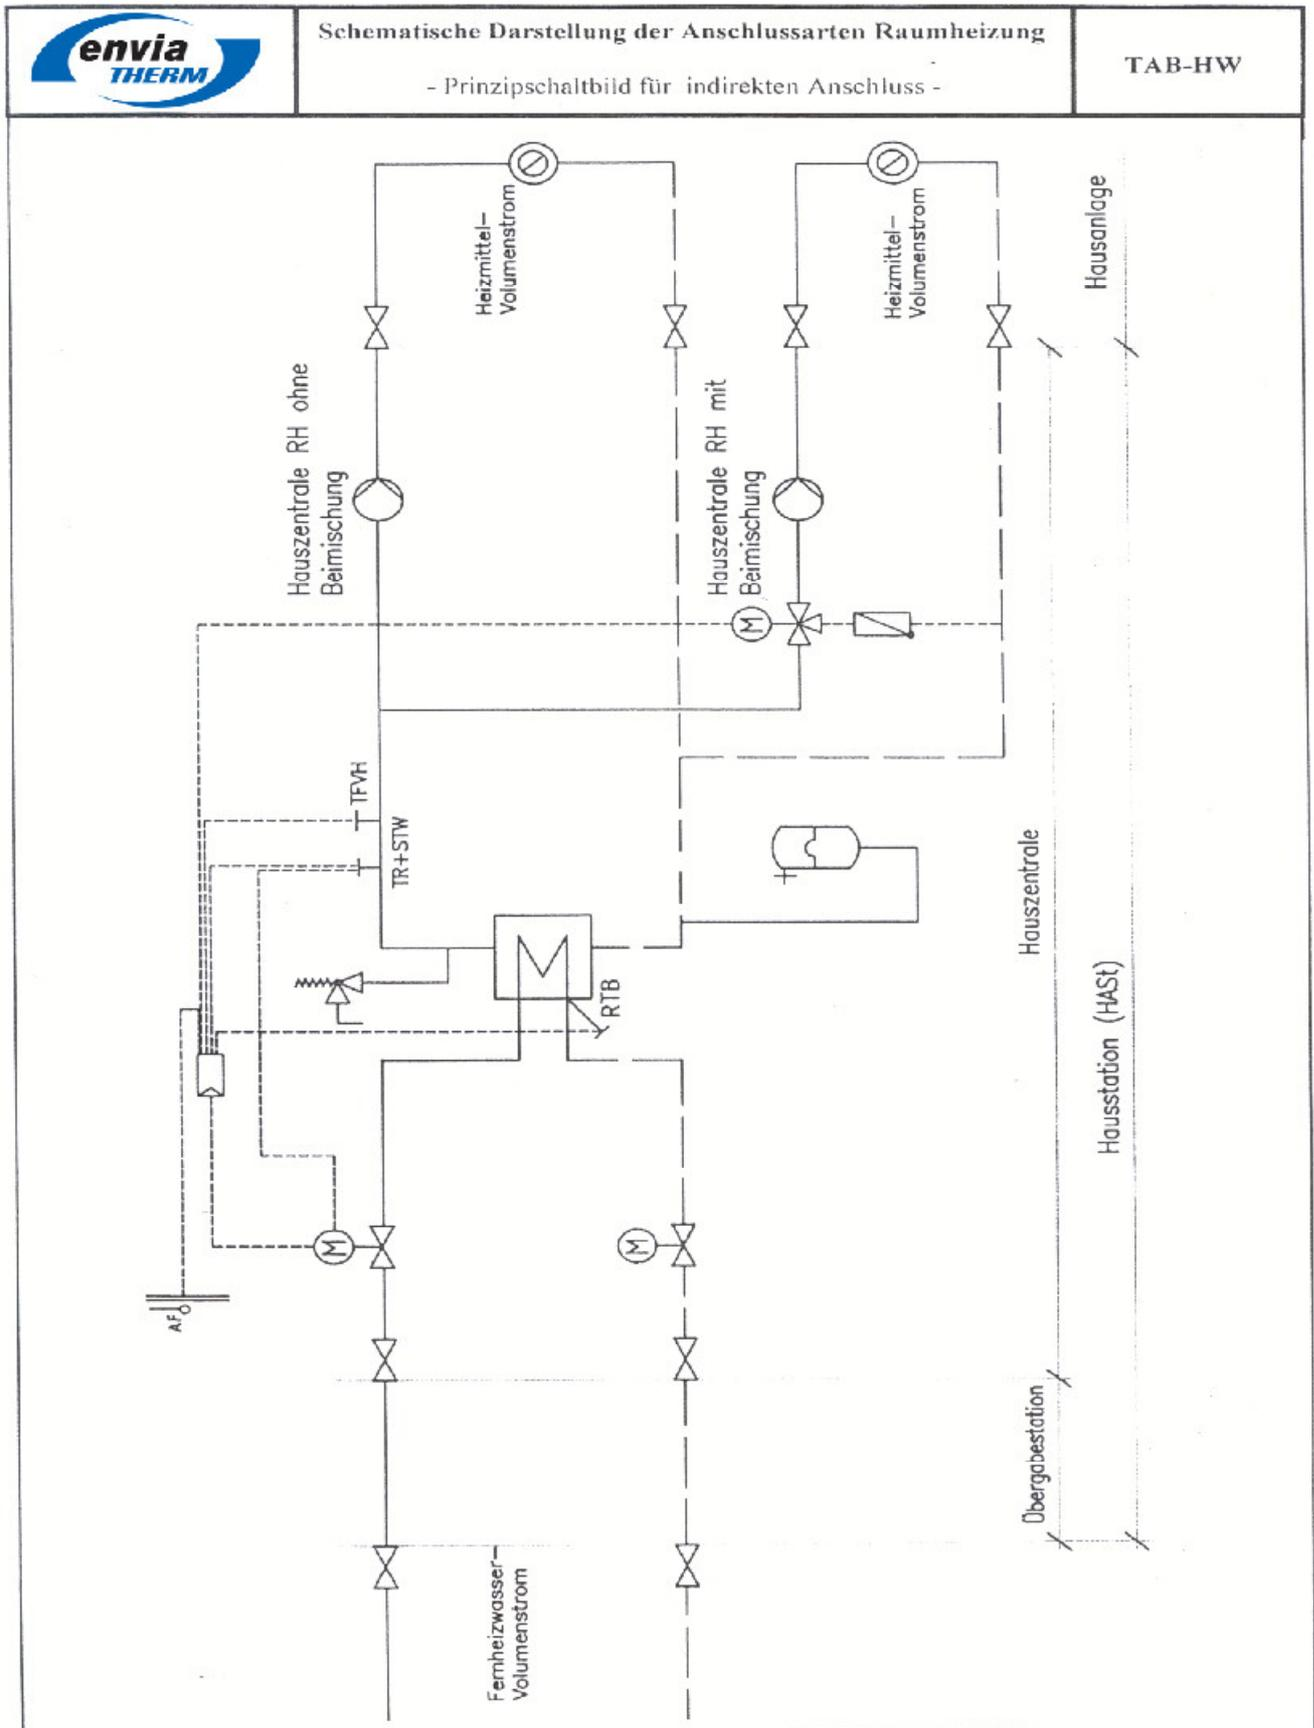 envia
THERM
Schematische Darstellung der Anschlussarten Raumheizung
- Prinzipschaltbild für indirekten Anschluss -
TAB-HW
Heizmittel-
Volumenstrom
Heizmittel-
Volumenstrom
Hausanlage
Hauszentrale RH ohne
Beimischung
Hauszentrale RH mit
Beimischung
M
TFVH
TR+STW
RTB
Hauszentrale
Hausstation (HASt)
M
M
AF
Übergabestation
Fernheizwasser-
Volumenstrom